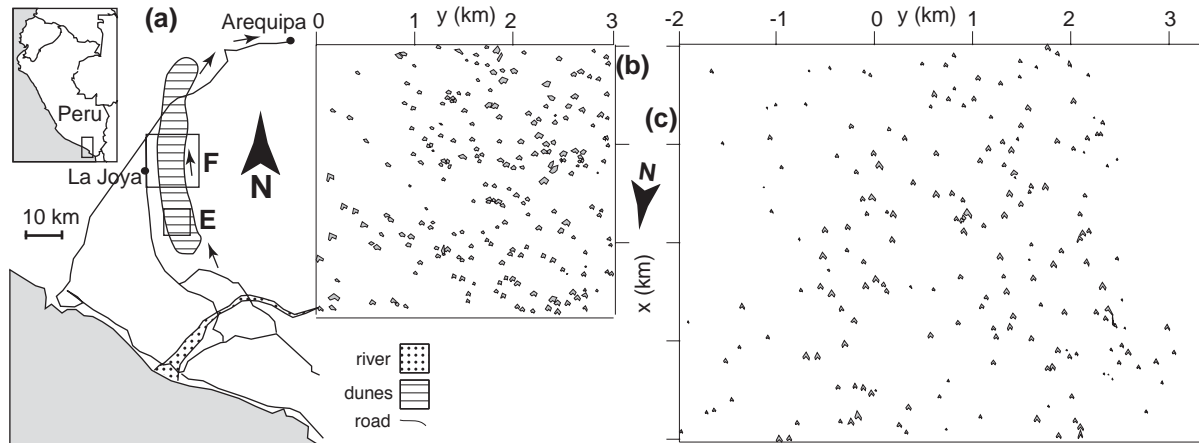 (a)
Arequipa
Peru
La Joya
F
E
N
10 km
river
dunes
road
y (km)
0 1 2 3
(b)
N
x (km)
y (km)
-2 -1 0 1 2 3
(c)